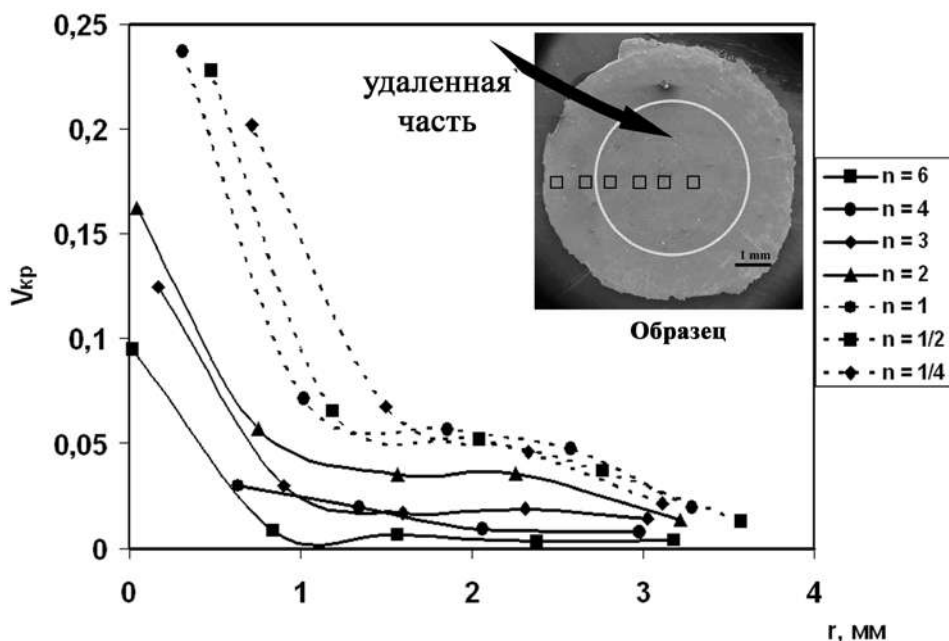 0,25
0,2
0,15
0,1
0,05
0
Vкр
0 1 2 3 4
r, мм
удаленная
часть
1 mm
Образец
n = 6
n = 4
n = 3
n = 2
n = 1
n = 1/2
n = 1/4